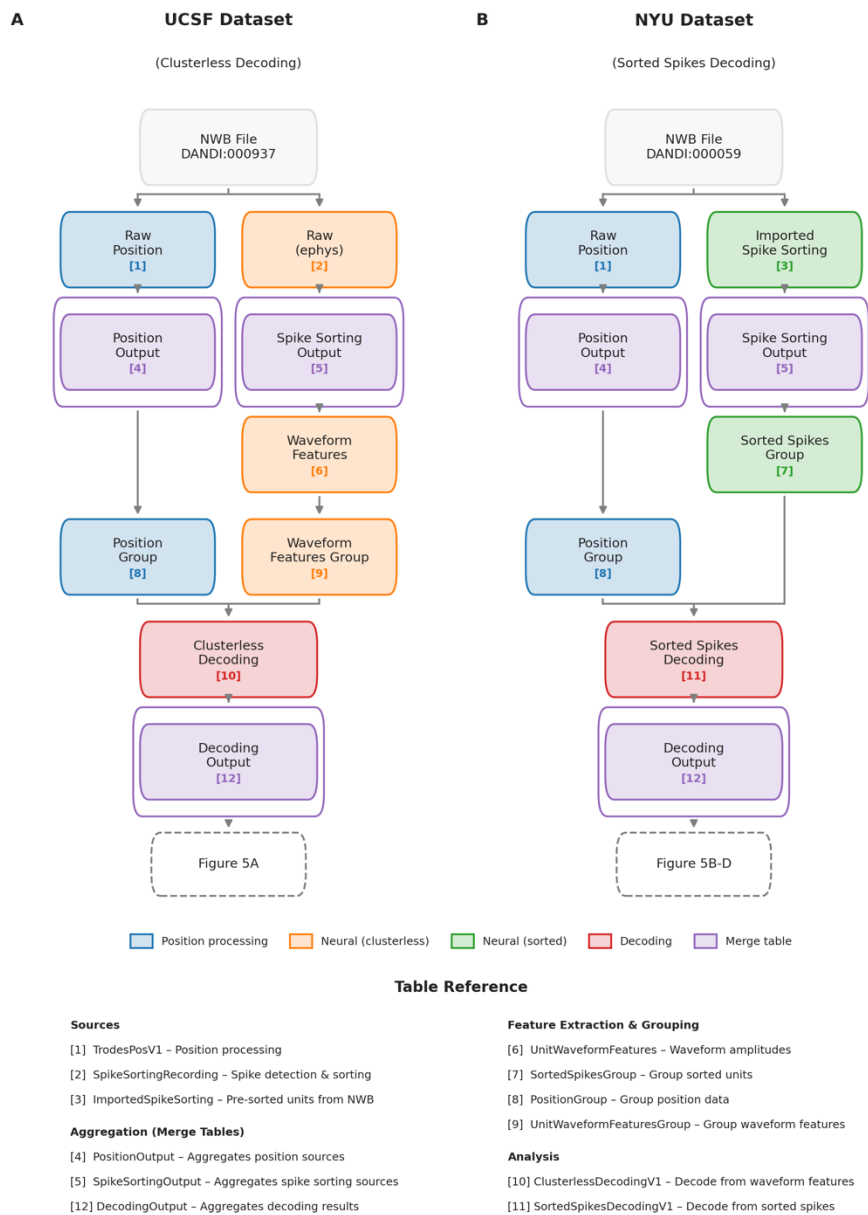 A
UCSF Dataset
(Clusterless Decoding)
NWB File
DANDI:000937
Raw
Position
[1]
Raw
(ephys)
[2]
Position
Output
[4]
Spike Sorting
Output
[5]
Waveform
Features
[6]
Position
Group
[8]
Waveform
Features Group
[9]
Clusterless
Decoding
[10]
Decoding
Output
[12]
Figure 5A
B
NYU Dataset
(Sorted Spikes Decoding)
NWB File
DANDI:000059
Raw
Position
[1]
Imported
Spike Sorting
[3]
Position
Output
[4]
Spike Sorting
Output
[5]
Sorted Spikes
Group
[7]
Position
Group
[8]
Sorted Spikes
Decoding
[11]
Decoding
Output
[12]
Figure 5B-D
Position processing
Neural (clusterless)
Neural (sorted)
Decoding
Merge table
Table Reference
Sources
[1] TrodesPosV1 – Position processing
[2] SpikeSortingRecording – Spike detection & sorting
[3] ImportedSpikeSorting – Pre-sorted units from NWB
Aggregation (Merge Tables)
[4] PositionOutput – Aggregates position sources
[5] SpikeSortingOutput – Aggregates spike sorting sources
[12] DecodingOutput – Aggregates decoding results
Feature Extraction & Grouping
[6] UnitWaveformFeatures – Waveform amplitudes
[7] SortedSpikesGroup – Group sorted units
[8] PositionGroup – Group position data
[9] UnitWaveformFeaturesGroup – Group waveform features
Analysis
[10] ClusterlessDecodingV1 – Decode from waveform features
[11] SortedSpikesDecodingV1 – Decode from sorted spikes